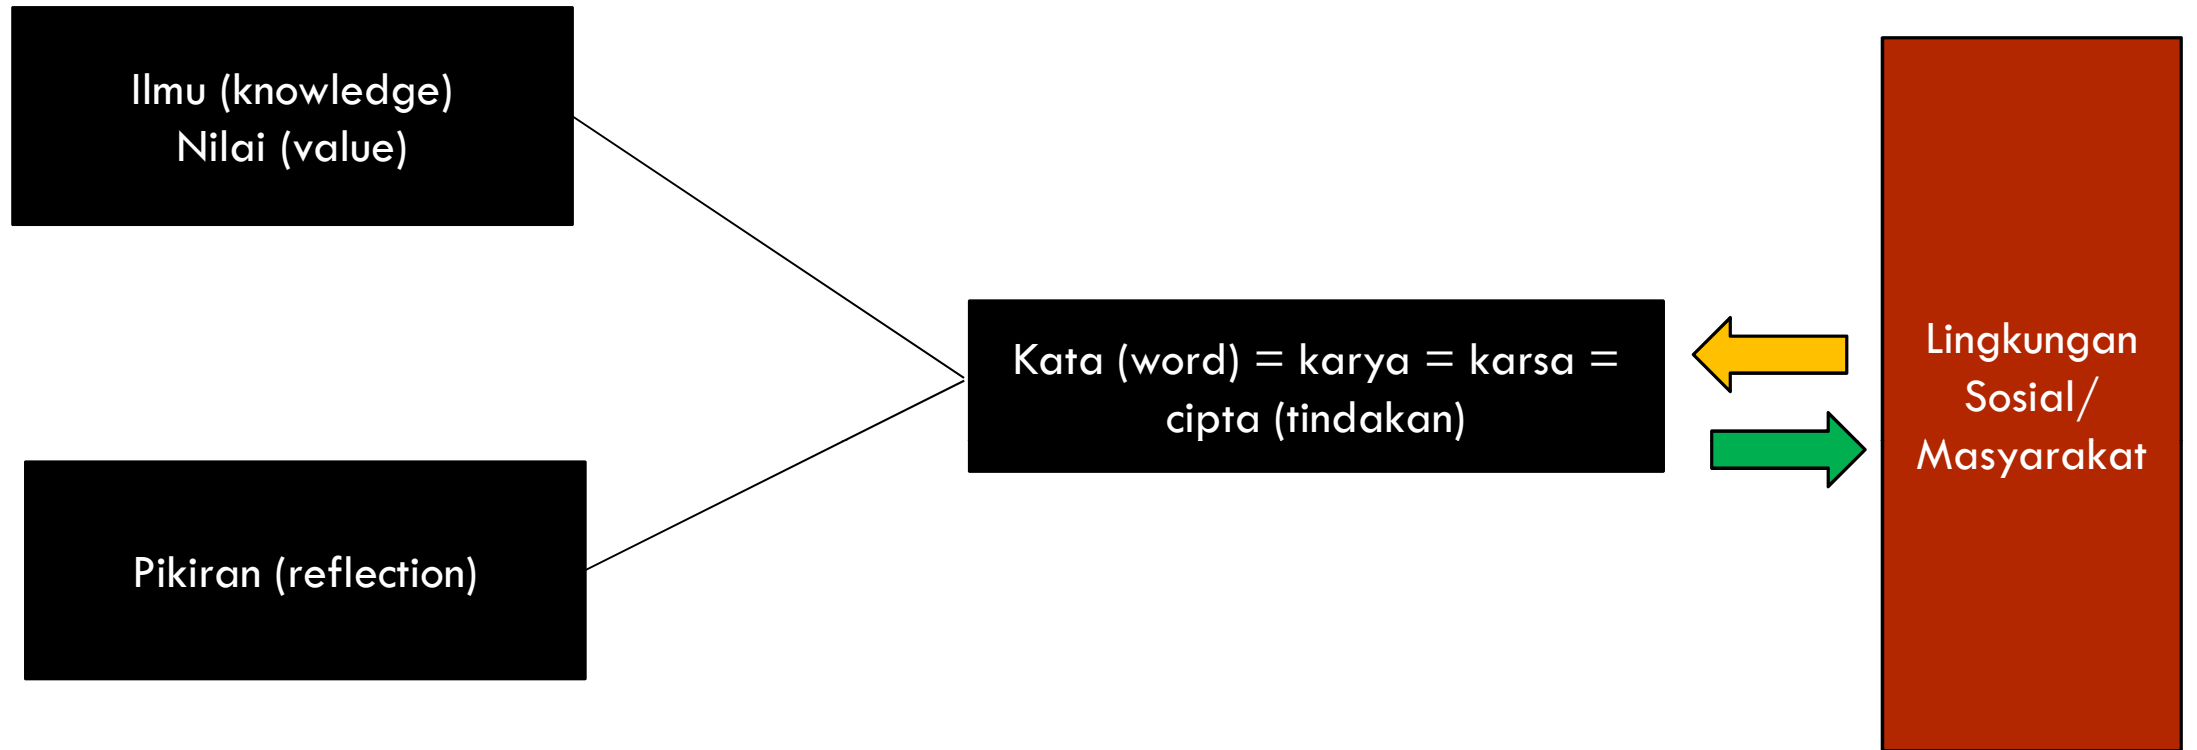 Ilmu (knowledge)
Nilai (value)
Pikiran (reflection)
Kata (word) = karya = karsa =
cipta (tindakan)
Lingkungan
Sosial/
Masyarakat